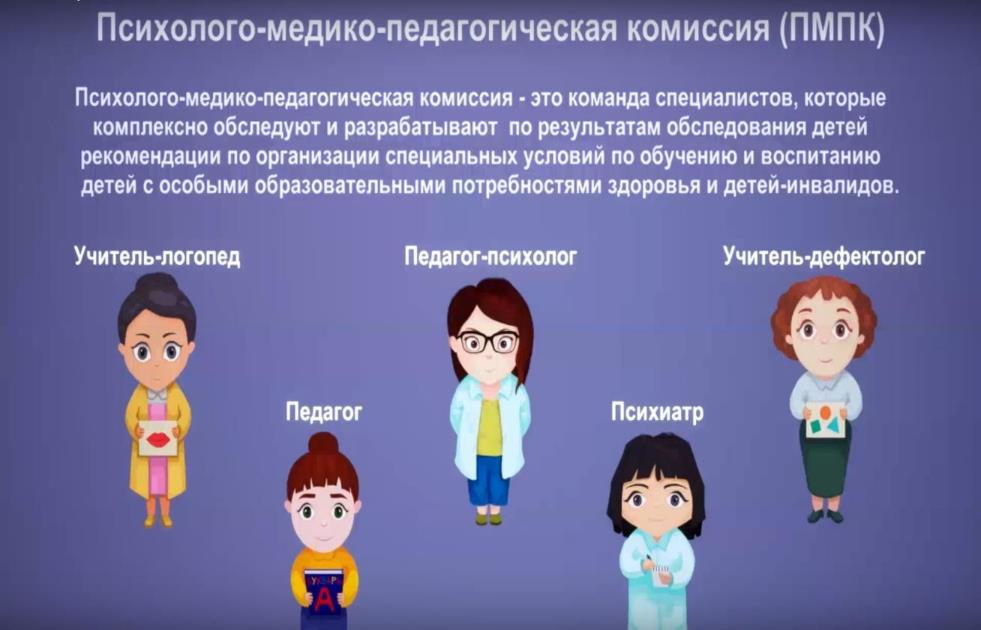 Психолого-медико-педагогическая комиссия (ПМПК)
Психолого-медико-педагогическая комиссия - это команда специалистов, которые
комплексно обследуют и разрабатывают по результатам обследования детей
рекомендации по организации специальных условий по обучению и воспитанию
детей с особыми образовательными потребностями здоровья и детей-инвалидов.
Учитель-логопед
Педагог-психолог
Учитель-дефектолог
Педагог
Психиатр
БУКВАРЬ
А